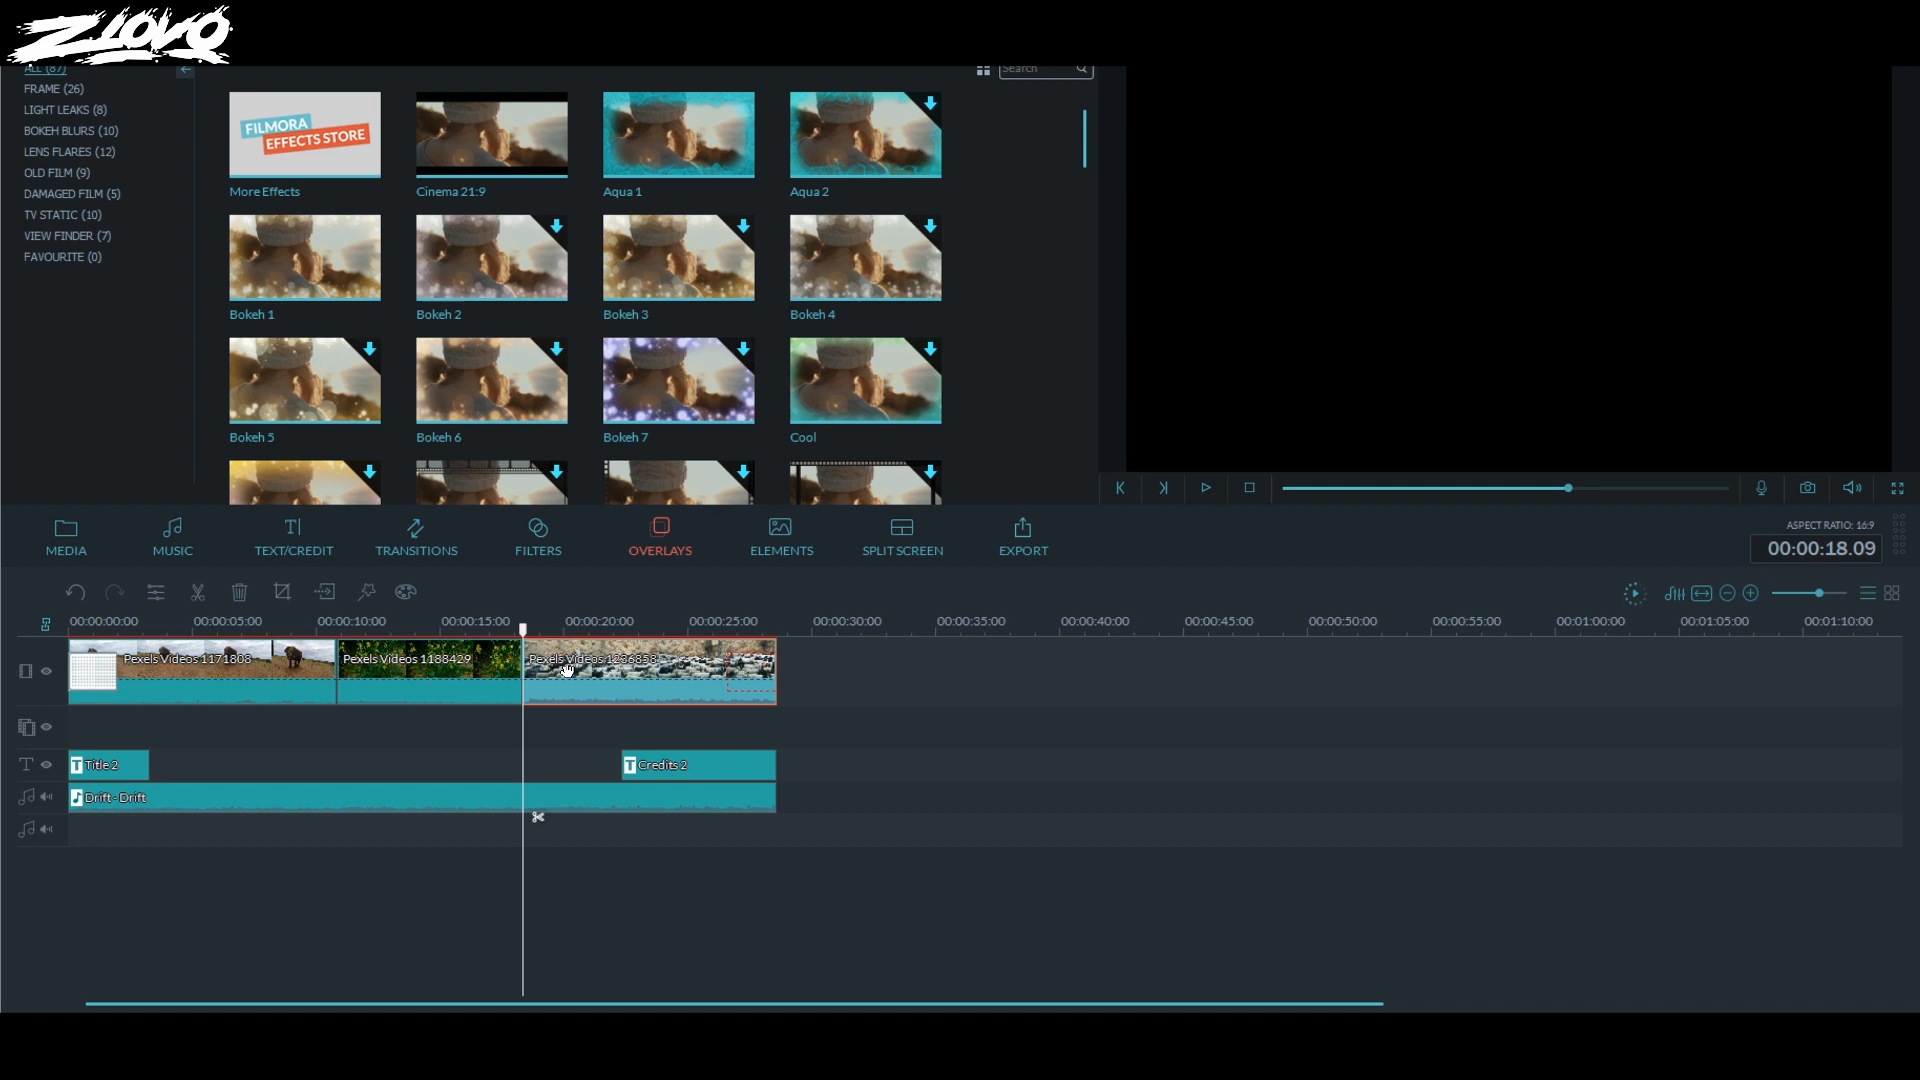 ZLOVO
ALL (87)
Search
FRAME (26)
LIGHT LEAKS (8)
BOKEH BLURS (10)
LENS FLARES (12)
OLD FILM (9)
DAMAGED FILM (5)
TV STATIC (10)
VIEW FINDER (7)
FAVOURITE (0)
FILMORA
EFFECTS STORE
More Effects
Cinema 21:9
Aqua 1
Aqua 2
Bokeh 1
Bokeh 2
Bokeh 3
Bokeh 4
Bokeh 5
Bokeh 6
Bokeh 7
Cool
MEDIA
MUSIC
TEXT/CREDIT
TRANSITIONS
FILTERS
OVERLAYS
ELEMENTS
SPLIT SCREEN
EXPORT
ASPECT RATIO: 16:9
00:00:18.09
00:00:00:00
00:00:05:00
00:00:10:00
00:00:15:00
00:00:20:00
00:00:25:00
00:00:30:00
00:00:35:00
00:00:40:00
00:00:45:00
00:00:50:00
00:00:55:00
00:01:00:00
00:01:05:00
00:01:10:00
Pexels Videos 1171808
Pexels Videos 1188429
Pexels Videos 1236858
T Title 2
T Credits 2
Drift - Drift